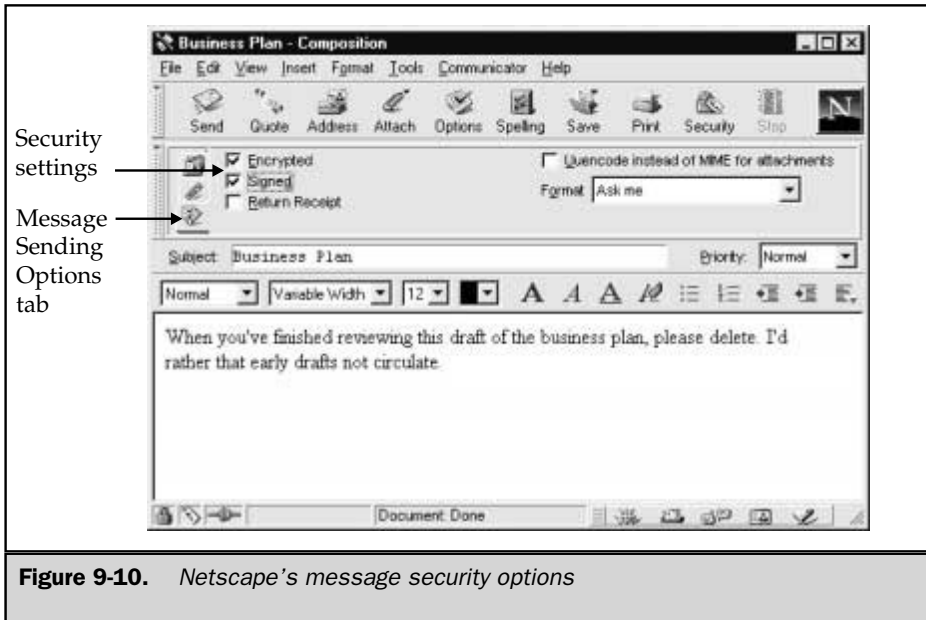 Business Plan - Composition
File Edit View Insert Format Tools Communicator Help
Send Quote Address Attach Options Spelling Save Print Security Stop N
Security settings
Encrypted
Signed
Return Receipt
Uuencode instead of MIME for attachments
Format Ask me
Message Sending Options tab
Subject: Business Plan Priority: Normal
Normal Variable Width 12 A A A
When you've finished reviewing this draft of the business plan, please delete. I'd
rather that early drafts not circulate.
Document: Done
Figure 9-10. Netscape's message security options